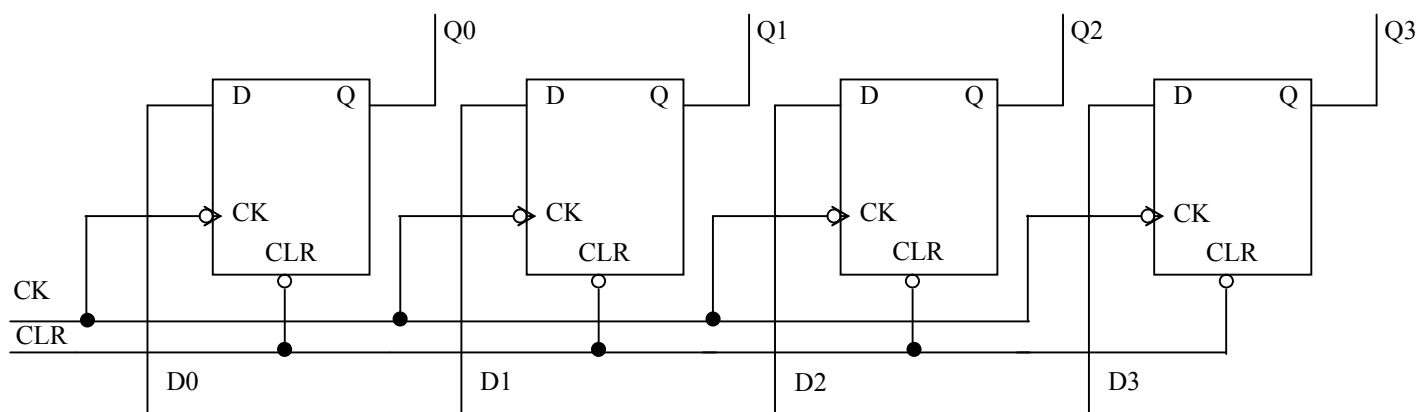 Q0 Q1 Q2 Q3
D Q D Q D Q D Q
CK CK CK CK
CLR CLR CLR CLR
CK
CLR
D0 D1 D2 D3